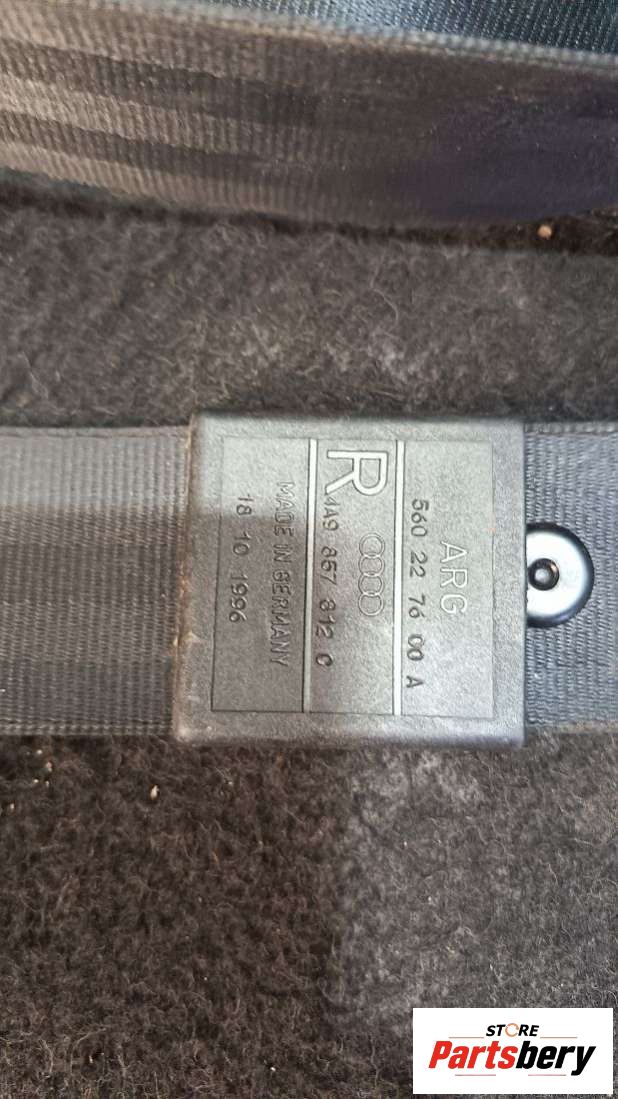 ARG
560 22 76 00 A
R
4A9 857 812 C
MADE IN GERMANY
18 10 1996
STORE
Partsbery